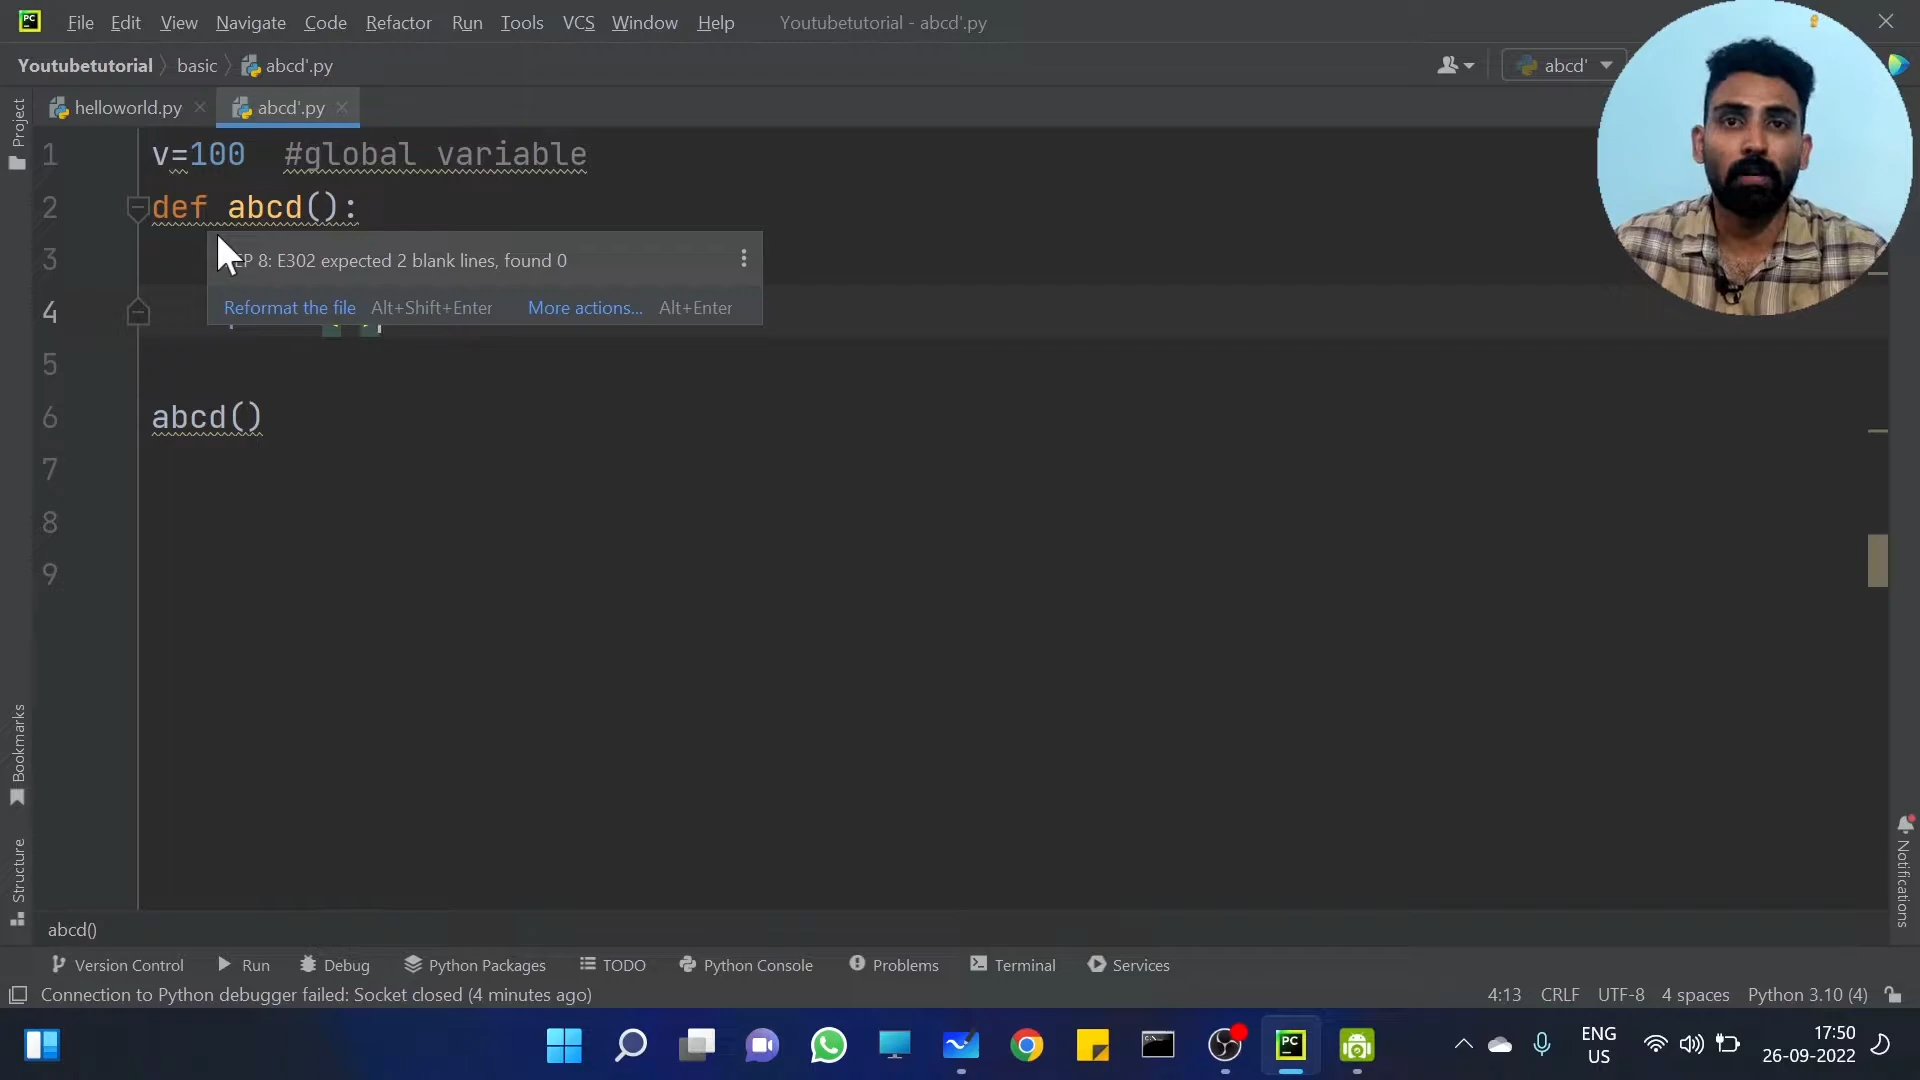 File Edit View Navigate Code Refactor Run Tools VCS Window Help Youtubetutorial - abcd'.py
Youtubetutorial basic abcd'.py abcd'
helloworld.py abcd'.py
Project
1 v=100 #global variable
2 def abcd():
3 8: E302 expected 2 blank lines, found 0
4 Reformat the file Alt+Shift+Enter More actions... Alt+Enter
5
6 abcd()
7
8
9
Bookmarks
Structure
Notifications
abcd()
Version Control Run Debug Python Packages TODO Python Console Problems Terminal Services
Connection to Python debugger failed: Socket closed (4 minutes ago) 4:13 CRLF UTF-8 4 spaces Python 3.10 (4)
PC
ENG
US
17:50
26-09-2022